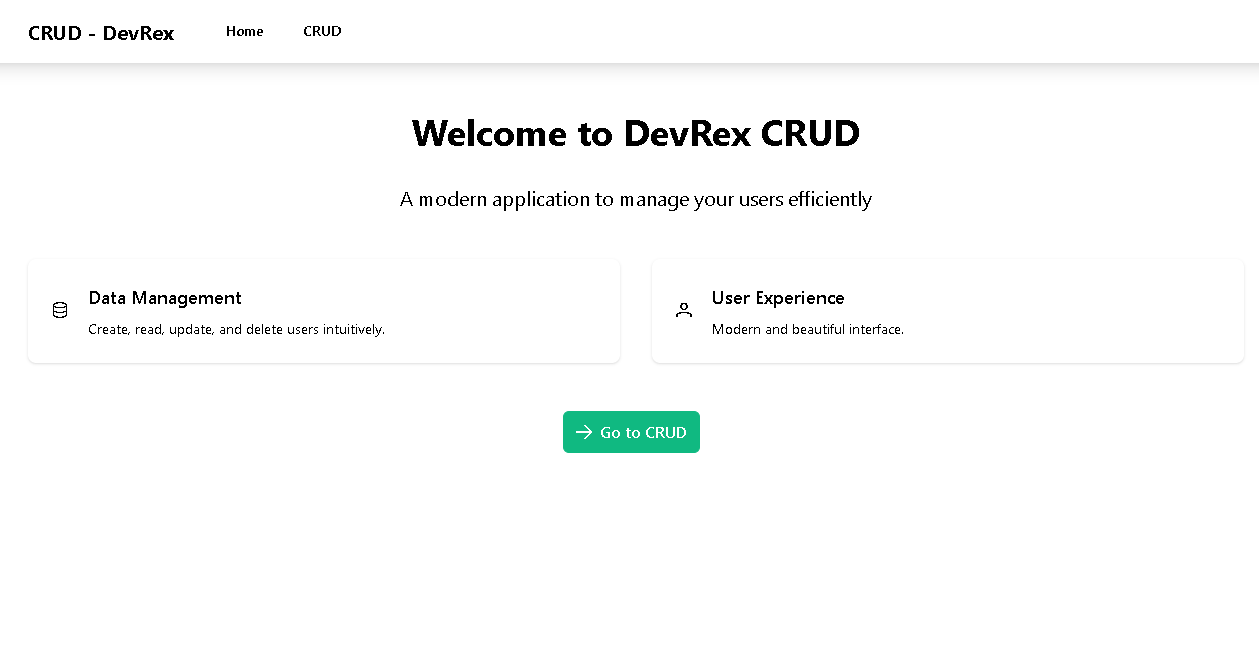 CRUD - DevRex Home CRUD
Welcome to DevRex CRUD
A modern application to manage your users efficiently
Data Management
Create, read, update, and delete users intuitively.
User Experience
Modern and beautiful interface.
Go to CRUD